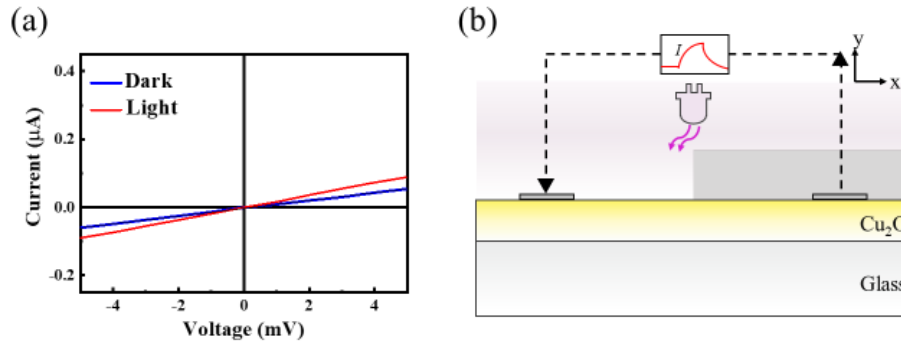 (a)
Dark
Light
0.4
0.2
0.0
-0.2
-4
-2
0
2
4
Current (μA)
Voltage (mV)
(b)
I
y
x
Cu₂O
Glass